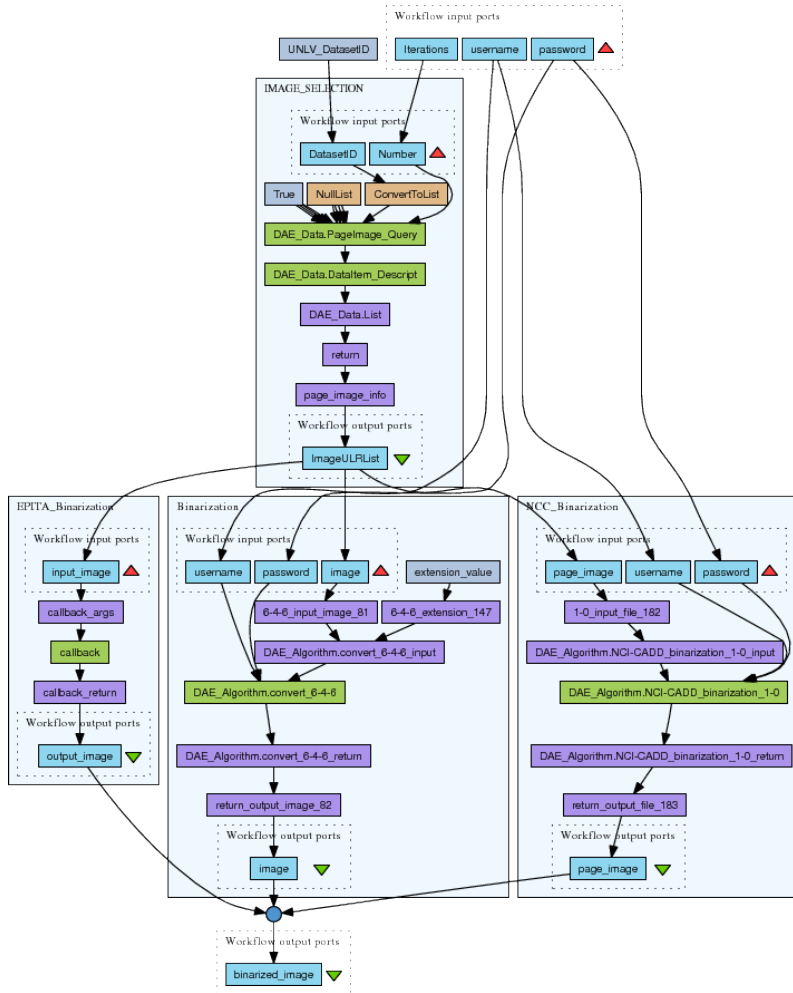 Workflow input ports
UNLV_DatasetID
Iterations
username
password
IMAGE_SELECTION
Workflow input ports
DatasetID
Number
True
NullList
ConvertToList
DAE_Data.PageImage_Query
DAE_Data.DataItem_Descript
DAE_Data.List
return
page_image_info
Workflow output ports
ImageULRList
EPITA_Binarization
Workflow input ports
input_image
callback_args
callback
callback_return
Workflow output ports
output_image
Binarization
Workflow input ports
username
password
image
extension_value
6-4-6_input_image_81
6-4-6_extension_147
DAE_Algorithm.convert_6-4-6_input
DAE_Algorithm.convert_6-4-6
DAE_Algorithm.convert_6-4-6_return
return_output_image_82
Workflow output ports
image
NCC_Binarization
Workflow input ports
page_image
username
password
1-0_input_file_182
DAE_Algorithm.NCI-CADD_binarization_1-0_input
DAE_Algorithm.NCI-CADD_binarization_1-0
DAE_Algorithm.NCI-CADD_binarization_1-0_return
return_output_file_183
Workflow output ports
page_image
Workflow output ports
binarized_image